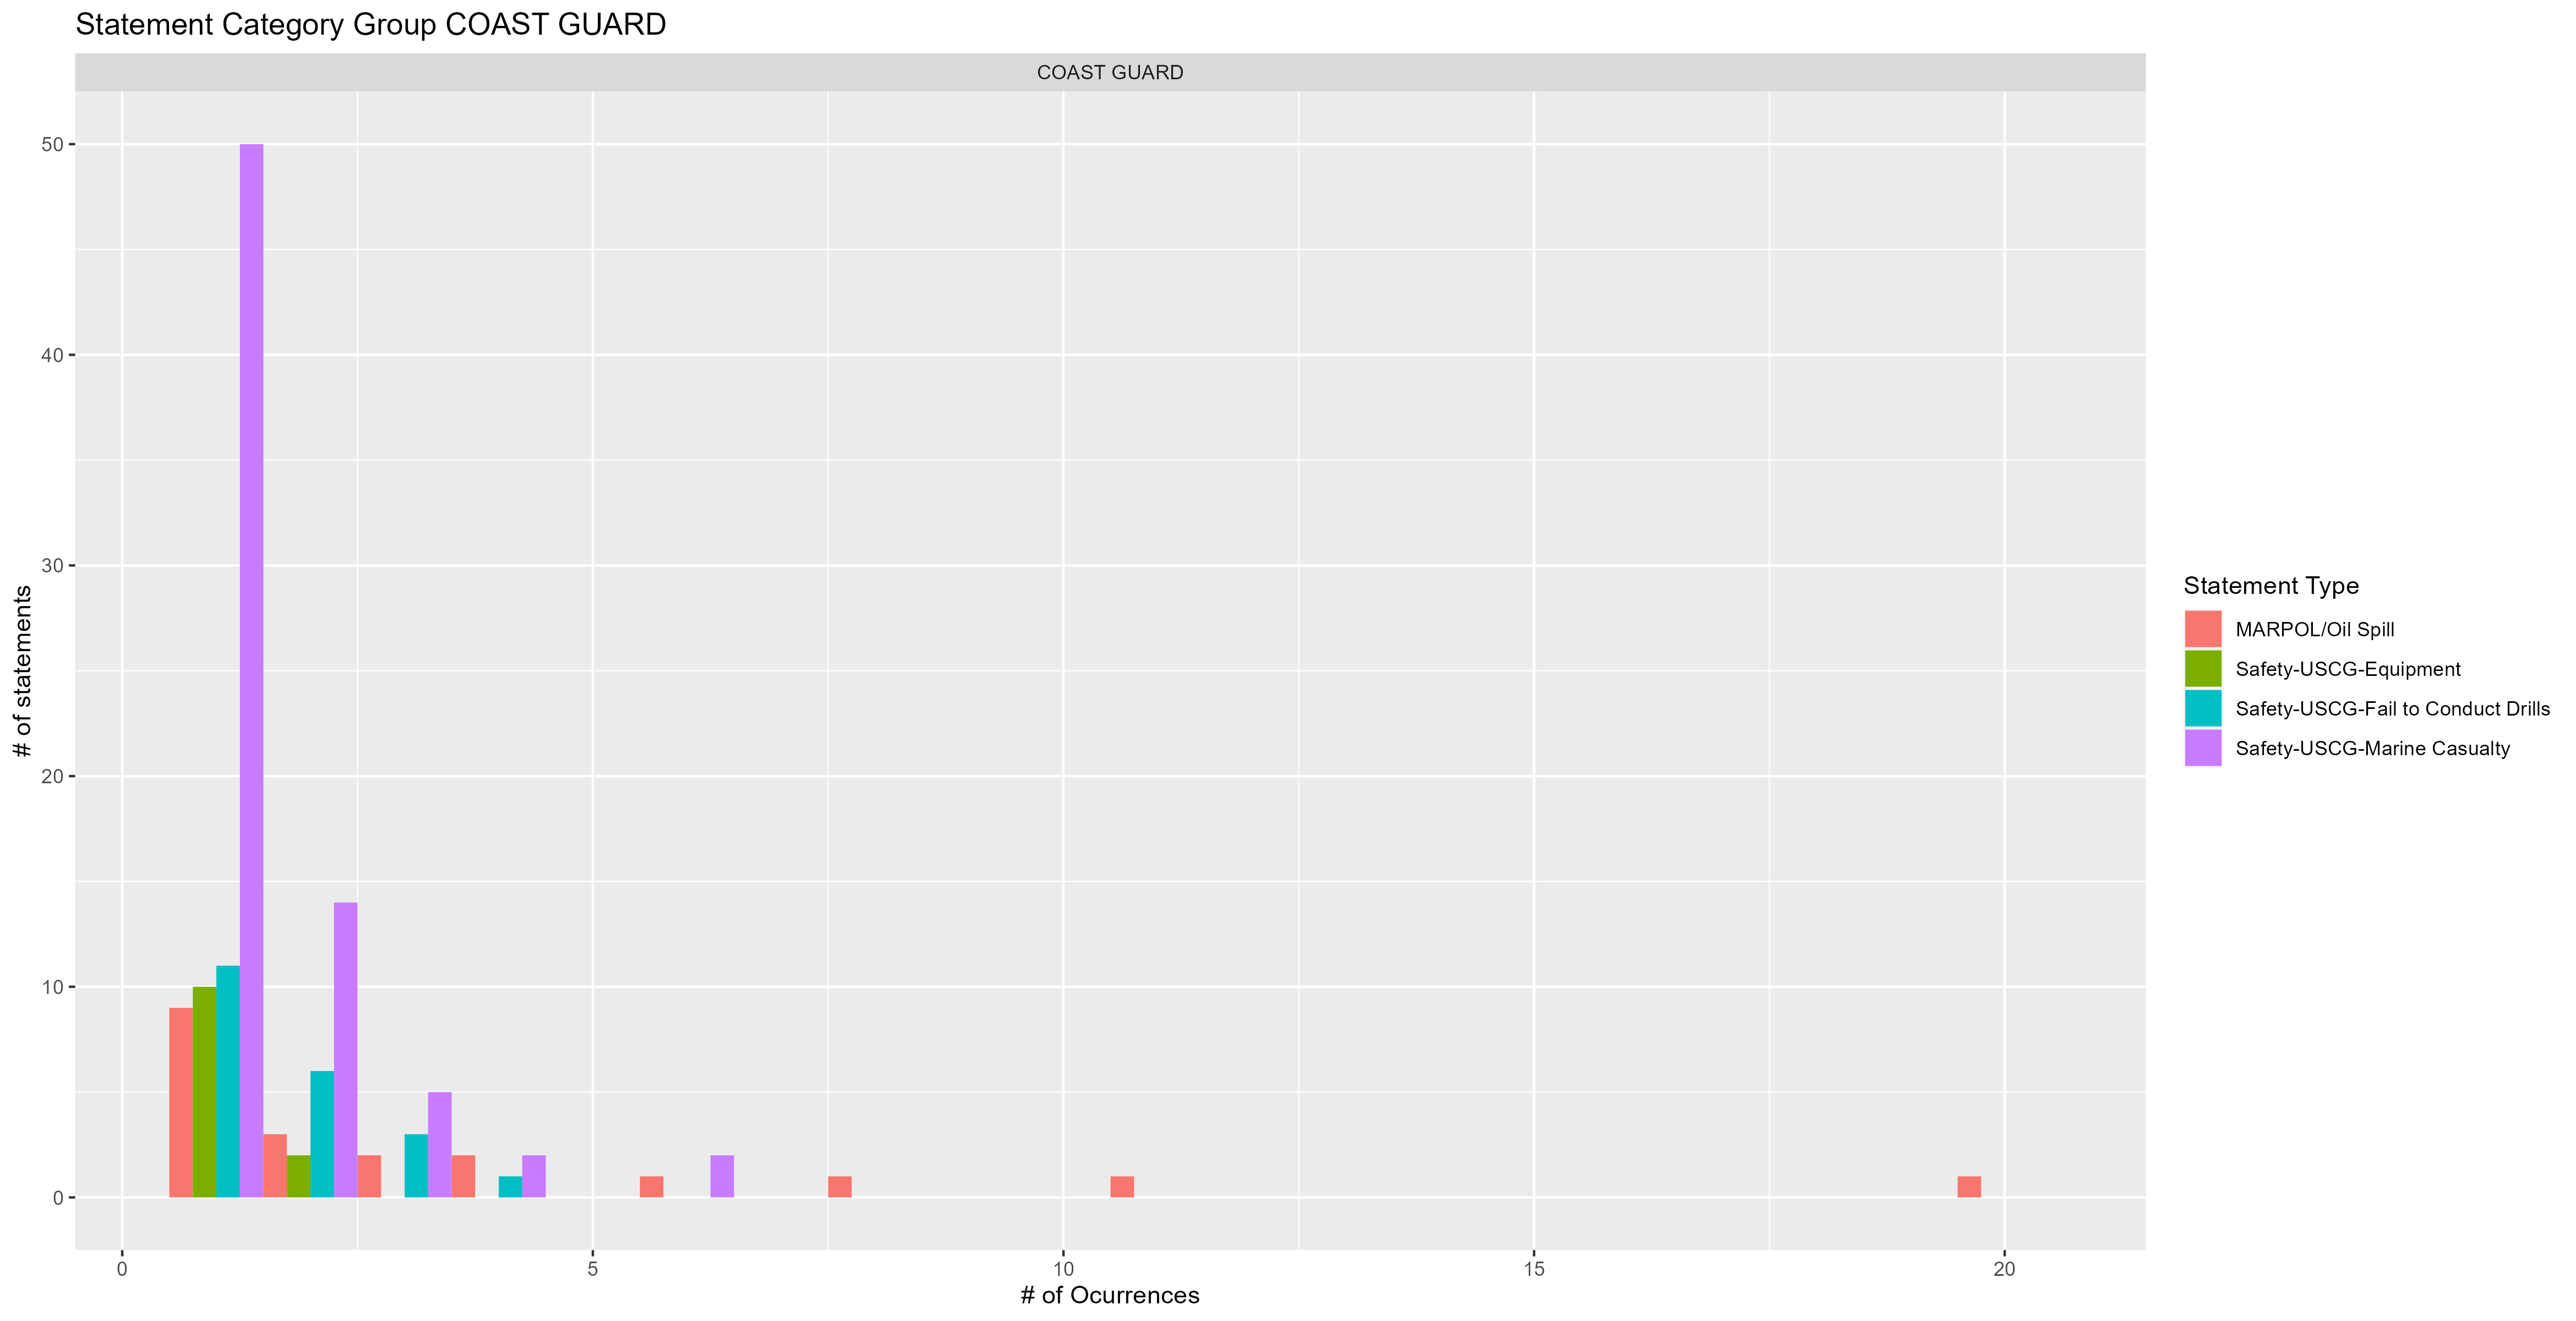 Statement Category Group COAST GUARD
COAST GUARD
50
40
30
20
10
0
# of statements
0 5 10 15 20
# of Ocurrences
Statement Type
MARPOL/Oil Spill
Safety-USCG-Equipment
Safety-USCG-Fail to Conduct Drills
Safety-USCG-Marine Casualty